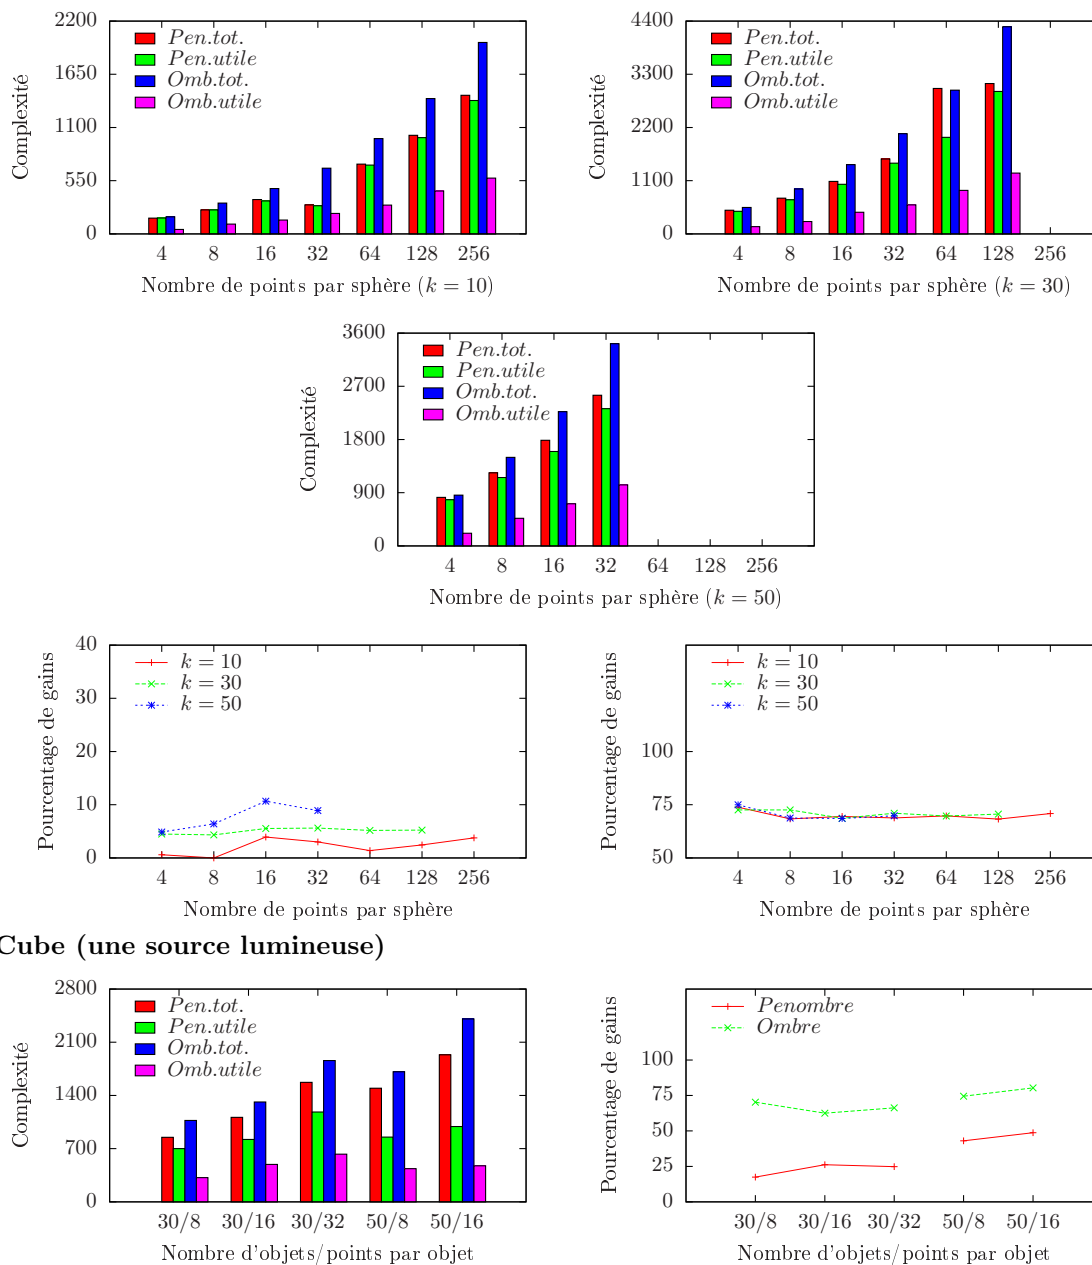 2200
1650
1100
550
0
Complexité
Pen.tot.
Pen.utile
Omb.tot.
Omb.utile
4 8 16 32 64 128 256
Nombre de points par sphère (k = 10)
4400
3300
2200
1100
0
Complexité
Pen.tot.
Pen.utile
Omb.tot.
Omb.utile
4 8 16 32 64 128 256
Nombre de points par sphère (k = 30)
3600
2700
1800
900
0
Complexité
Pen.tot.
Pen.utile
Omb.tot.
Omb.utile
4 8 16 32 64 128 256
Nombre de points par sphère (k = 50)
40
30
20
10
0
Pourcentage de gains
k = 10
k = 30
k = 50
4 8 16 32 64 128 256
Nombre de points par sphère
100
75
50
Pourcentage de gains
k = 10
k = 30
k = 50
4 8 16 32 64 128 256
Nombre de points par sphère
Cube (une source lumineuse)
2800
2100
1400
700
0
Complexité
Pen.tot.
Pen.utile
Omb.tot.
Omb.utile
30/8 30/16 30/32 50/8 50/16
Nombre d'objets/points par objet
100
75
50
25
0
Pourcentage de gains
Penombre
Ombre
30/8 30/16 30/32 50/8 50/16
Nombre d'objets/points par objet